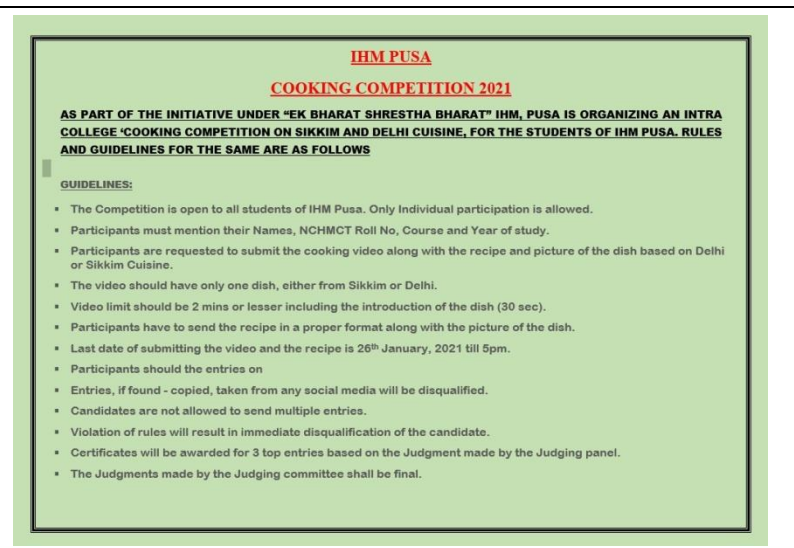 IHM PUSA
COOKING COMPETITION 2021
AS PART OF THE INITIATIVE UNDER “EK BHARAT SHRESTHA BHARAT” IHM, PUSA IS ORGANIZING AN INTRA
COLLEGE ‘COOKING COMPETITION ON SIKKIM AND DELHI CUISINE, FOR THE STUDENTS OF IHM PUSA. RULES
AND GUIDELINES FOR THE SAME ARE AS FOLLOWS
GUIDELINES:
▪ The Competition is open to all students of IHM Pusa. Only Individual participation is allowed.
▪ Participants must mention their Names, NCHMCT Roll No, Course and Year of study.
▪ Participants are requested to submit the cooking video along with the recipe and picture of the dish based on Delhi
or Sikkim Cuisine.
▪ The video should have only one dish, either from Sikkim or Delhi.
▪ Video limit should be 2 mins or lesser including the introduction of the dish (30 sec).
▪ Participants have to send the recipe in a proper format along with the picture of the dish.
▪ Last date of submitting the video and the recipe is 26th January, 2021 till 5pm.
▪ Participants should the entries on
▪ Entries, if found - copied, taken from any social media will be disqualified.
▪ Candidates are not allowed to send multiple entries.
▪ Violation of rules will result in immediate disqualification of the candidate.
▪ Certificates will be awarded for 3 top entries based on the Judgment made by the Judging panel.
▪ The Judgments made by the Judging committee shall be final.